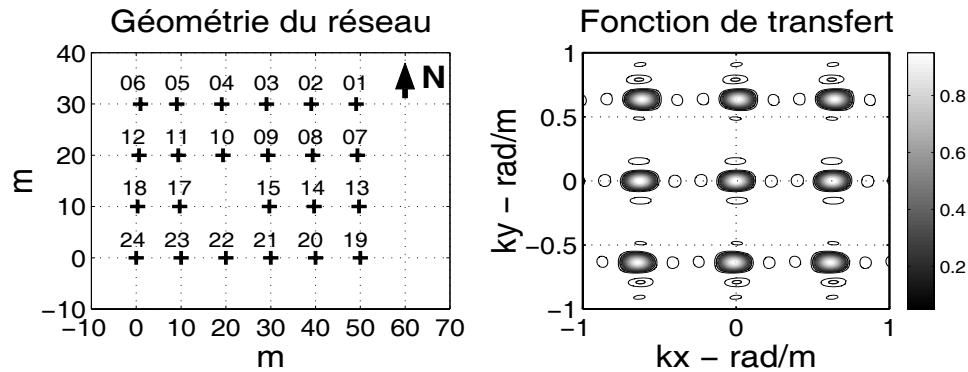 Géométrie du réseau
40
30
20
10
0
−10
m
06 05 04 03 02 01
12 11 10 09 08 07
18 17 15 14 13
24 23 22 21 20 19
N
−10 0 10 20 30 40 50 60 70
m
Fonction de transfert
1
0.5
0
−0.5
−1
ky − rad/m
−1 0 1
kx − rad/m
0.8
0.6
0.4
0.2